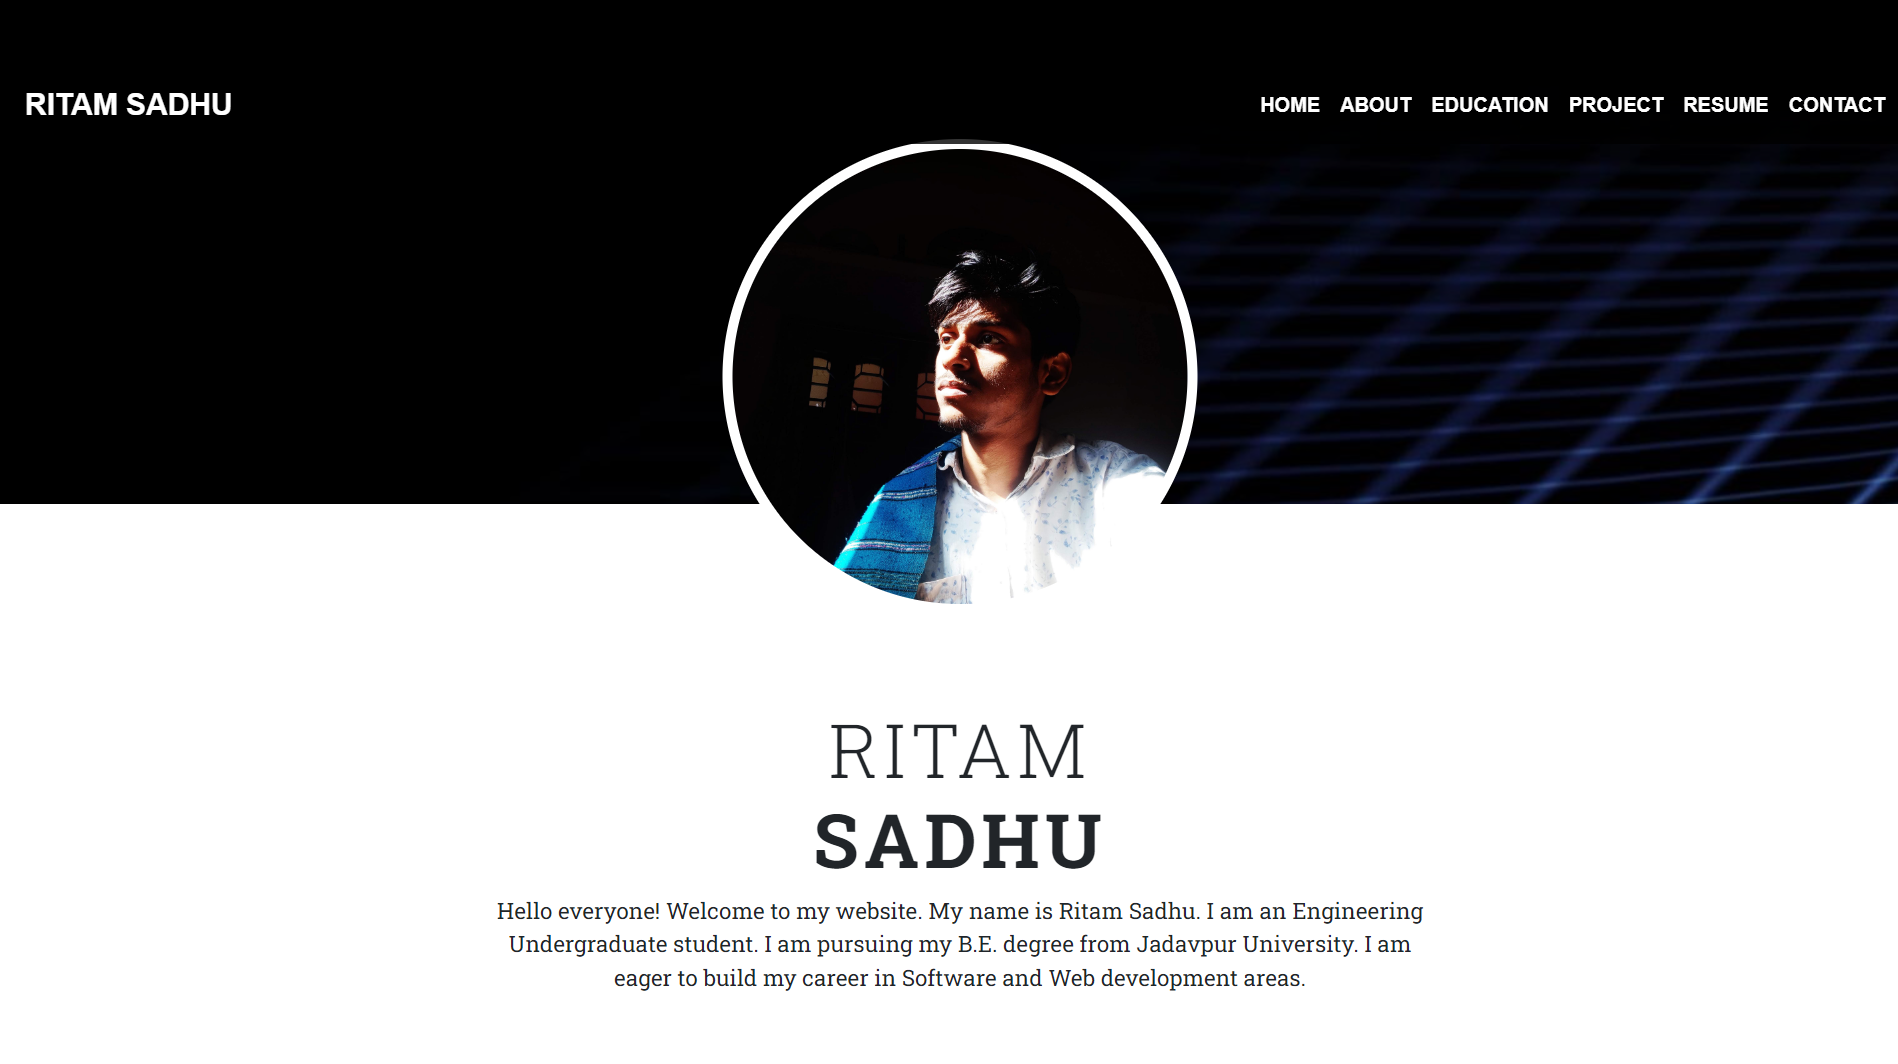 RITAM SADHU
HOME ABOUT EDUCATION PROJECT RESUME CONTACT
RITAM
SADHU
Hello everyone! Welcome to my website. My name is Ritam Sadhu. I am an Engineering
Undergraduate student. I am pursuing my B.E. degree from Jadavpur University. I am
eager to build my career in Software and Web development areas.